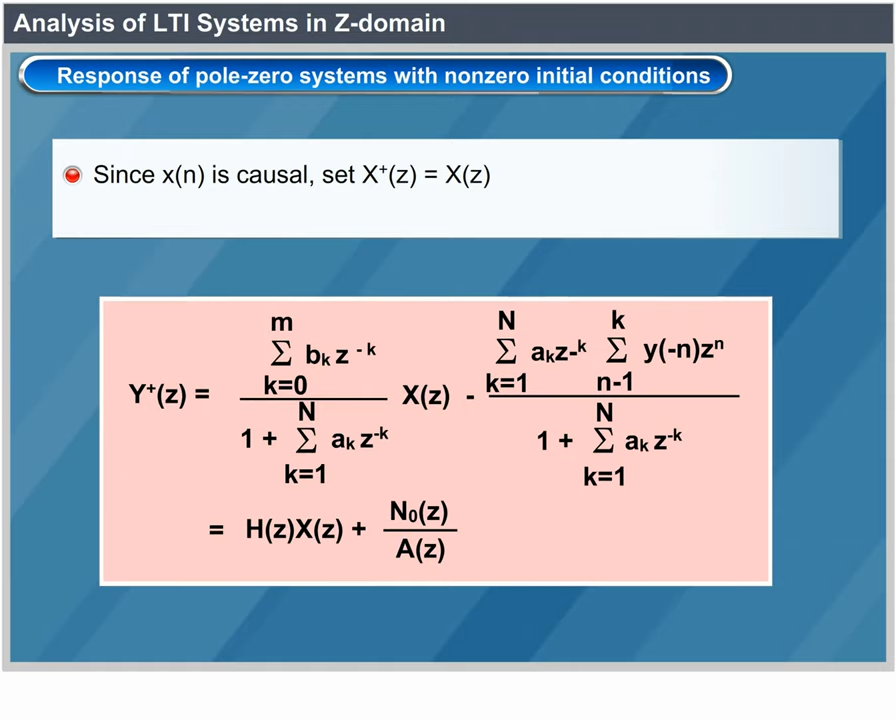 Analysis of LTI Systems in Z-domain
Response of pole-zero systems with nonzero initial conditions
Since x(n) is causal, set X⁺(z) = X(z)
m N k
Σ bₖ z ⁻ᵏ Σ aₖz-ᵏ Σ y(-n)zⁿ
k=0 k=1 n-1
Y⁺(z) = X(z) -
N N
1 + Σ aₖ z⁻ᵏ 1 + Σ aₖ z⁻ᵏ
k=1 k=1
= H(z)X(z) + N₀(z)
A(z)